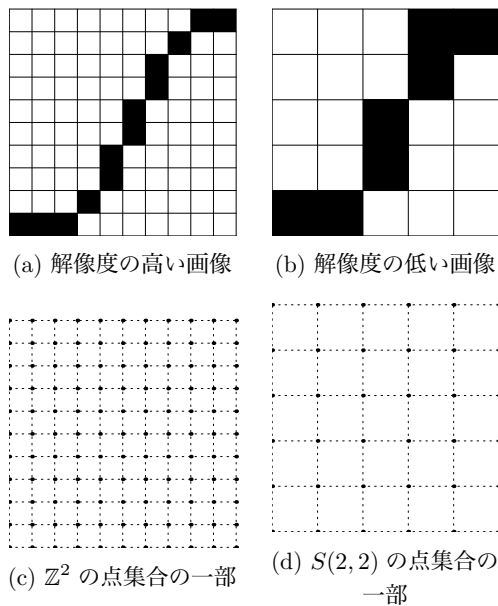 (a) 解像度の高い画像
(b) 解像度の低い画像
(c) ℤ² の点集合の一部
(d) S(2, 2) の点集合の
一部